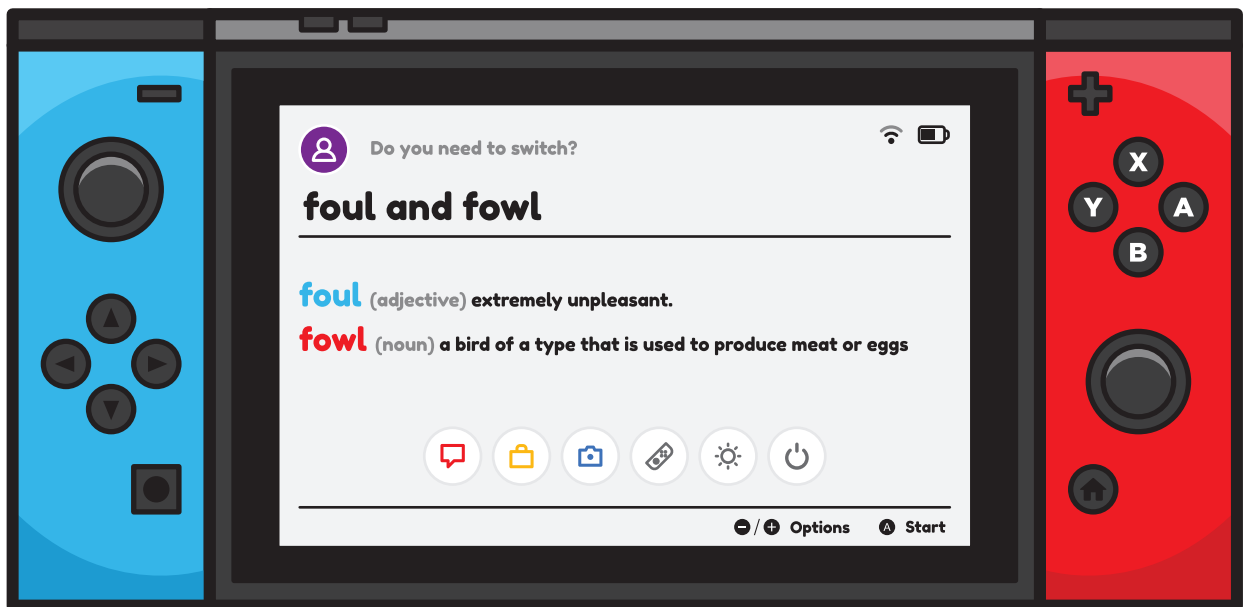 Do you need to switch?
foul and fowl
foul (adjective) extremely unpleasant.
fowl (noun) a bird of a type that is used to produce meat or eggs
X
Y A
B
−/+ Options A Start